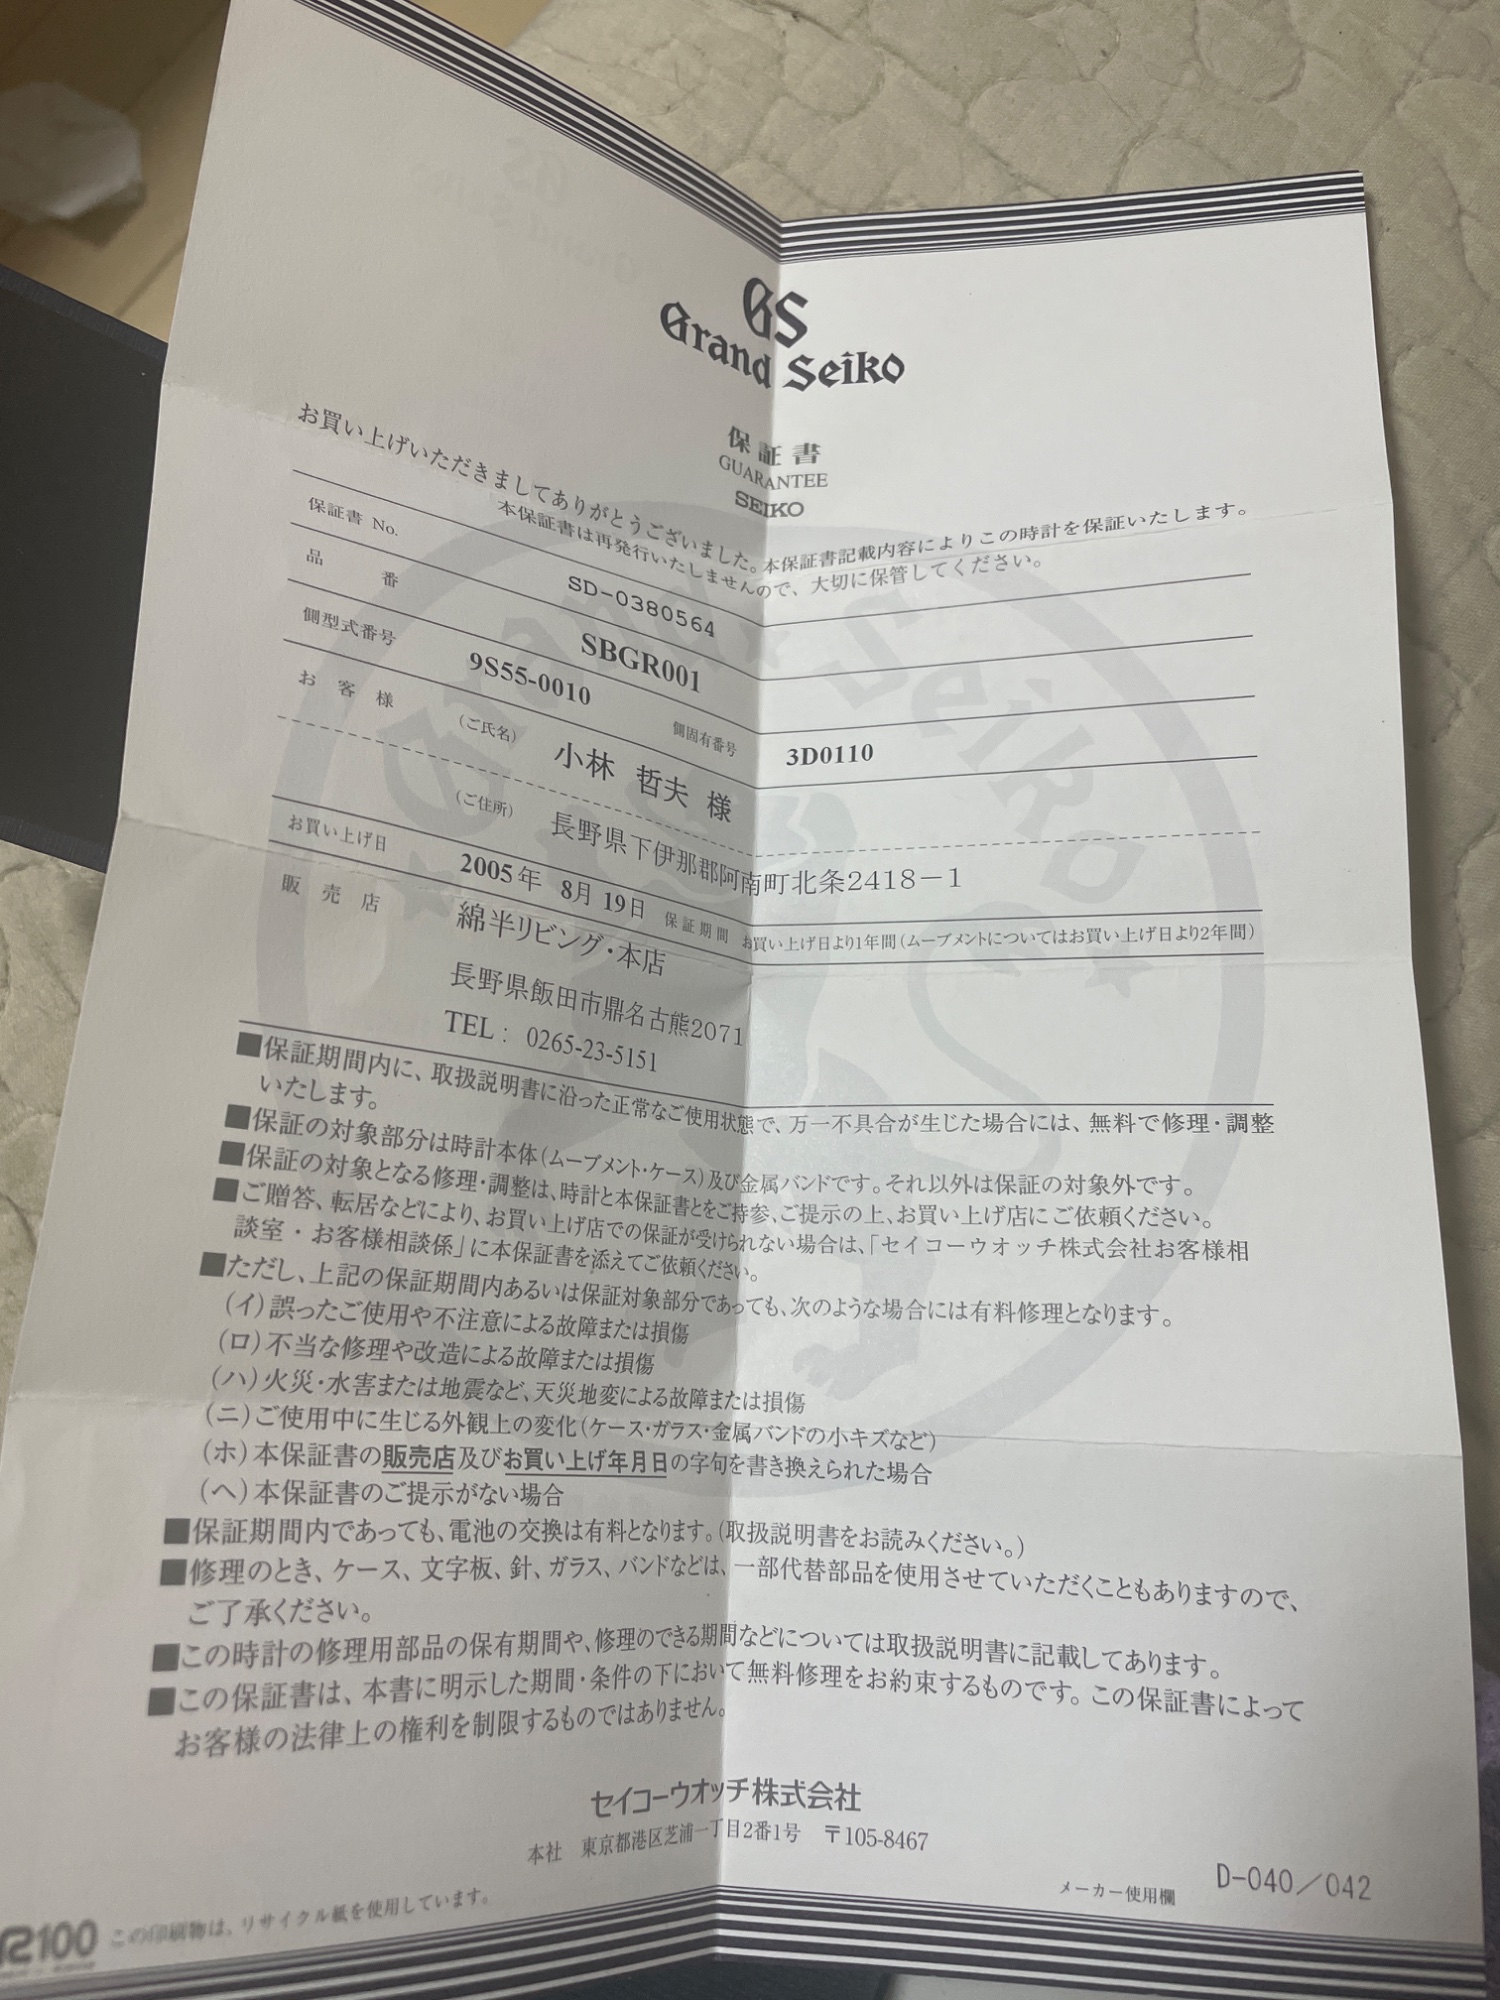 GS
Grand Seiko
保証書
GUARANTEE
SEIKO
お買い上げいただきましてありがとうございました。本保証書記載内容によりこの時計を保証いたします。
本保証書は再発行いたしませんので、大切に保管してください。
保証書 No. SD-0380564
品番 SBGR001
側型式番号 9S55-0010 側固有番号 3D0110
お客様 (ご氏名) 小林 哲夫 様
(ご住所) 長野県下伊那郡阿南町北条2418-1
お買い上げ日 2005年 8月 19日 保証期間 お買い上げ日より1年間(ムーブメントについてはお買い上げ日より2年間)
販売店 綿半リビング・本店
長野県飯田市鼎名古熊2071
TEL: 0265-23-5151
■保証期間内に、取扱説明書に沿った正常なご使用状態で、万一不具合が生じた場合には、無料で修理・調整
いたします。
■保証の対象部分は時計本体(ムーブメント・ケース)及び金属バンドです。それ以外は保証の対象外です。
■保証の対象となる修理・調整は、時計と本保証書とをご持参、ご提示の上、お買い上げ店にご依頼ください。
■ご贈答、転居などにより、お買い上げ店での保証が受けられない場合は、「セイコーウオッチ株式会社お客様相
談室・お客様相談係」に本保証書を添えてご依頼ください。
■ただし、上記の保証期間内あるいは保証対象部分であっても、次のような場合には有料修理となります。
(イ)誤ったご使用や不注意による故障または損傷
(ロ)不当な修理や改造による故障または損傷
(ハ)火災・水害または地震など、天災地変による故障または損傷
(ニ)ご使用中に生じる外観上の変化(ケース・ガラス・金属バンドの小キズなど)
(ホ)本保証書の販売店及びお買い上げ年月日の字句を書き換えられた場合
(ヘ)本保証書のご提示がない場合
■保証期間内であっても、電池の交換は有料となります。(取扱説明書をお読みください。)
■修理のとき、ケース、文字板、針、ガラス、バンドなどは、一部代替部品を使用させていただくこともありますので、
ご了承ください。
■この時計の修理用部品の保有期間や、修理のできる期間などについては取扱説明書に記載してあります。
■この保証書は、本書に明示した期間・条件の下において無料修理をお約束するものです。この保証書によって
お客様の法律上の権利を制限するものではありません。
セイコーウオッチ株式会社
本社 東京都港区芝浦一丁目2番1号 〒105-8467
メーカー使用欄 D-040/042
R100 この印刷物は、リサイクル紙を使用しています。